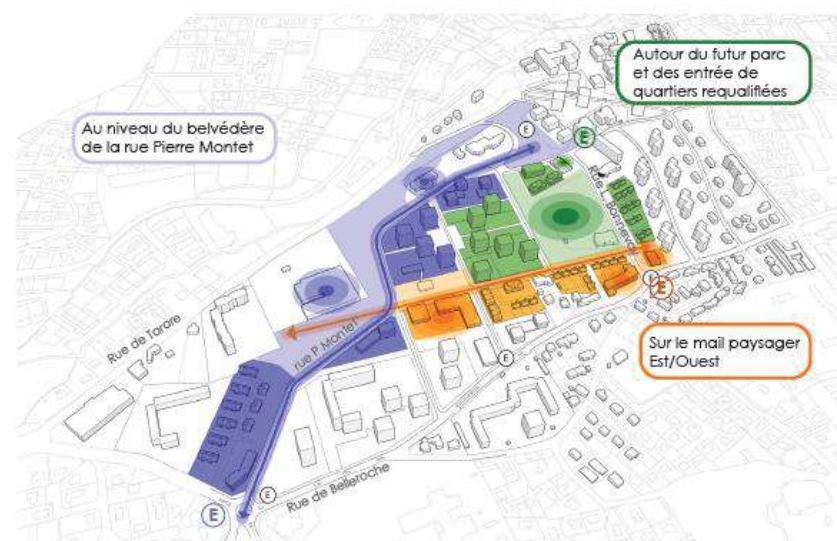 Autour du futur parc
et des entrée de
quartiers requalifiées
Au niveau du belvédère
de la rue Pierre Montet
E
E
E
E
Sur le mail paysager
Est/Ouest
Rue de Tarare
rue P Montet
E
Rue de Belleroche
E
E